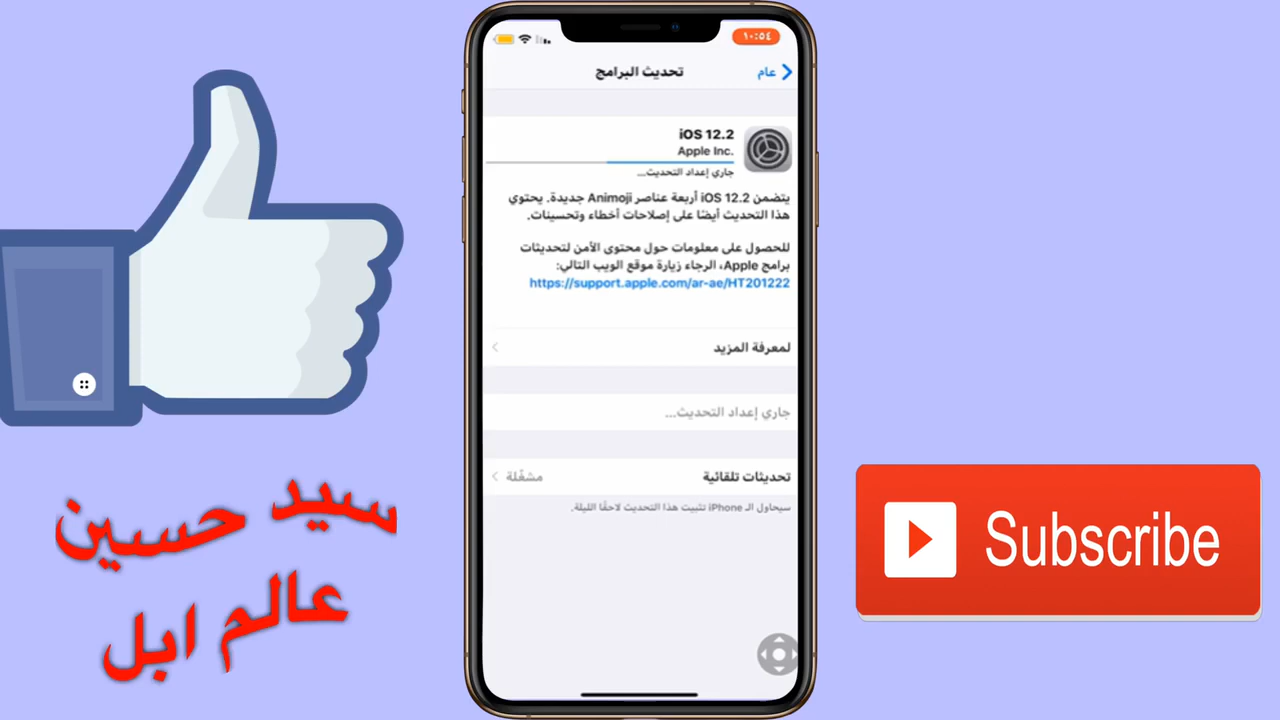 ١٠:٥٤
عام
تحديث البرامج
iOS 12.2
Apple Inc.
جاري إعداد التحديث...
يتضمن iOS 12.2 أربعة عناصر Animoji جديدة. يحتوي
هذا التحديث أيضًا على إصلاحات أخطاء وتحسينات.
للحصول على معلومات حول محتوى الأمن لتحديثات
برامج Apple، الرجاء زيارة موقع الويب التالي:
https://support.apple.com/ar-ae/HT201222
لمعرفة المزيد
جاري إعداد التحديث...
تحديثات تلقائية
مشغّلة
سيحاول الـ iPhone تثبيت هذا التحديث لاحقًا الليلة.
سيد حسين
عالم ابل
Subscribe